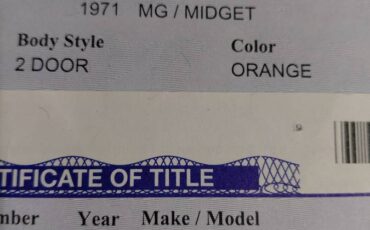 1971 MG / MIDGET
Body Style Color
2 DOOR ORANGE
TIFICATE OF TITLE
mber Year Make / Model